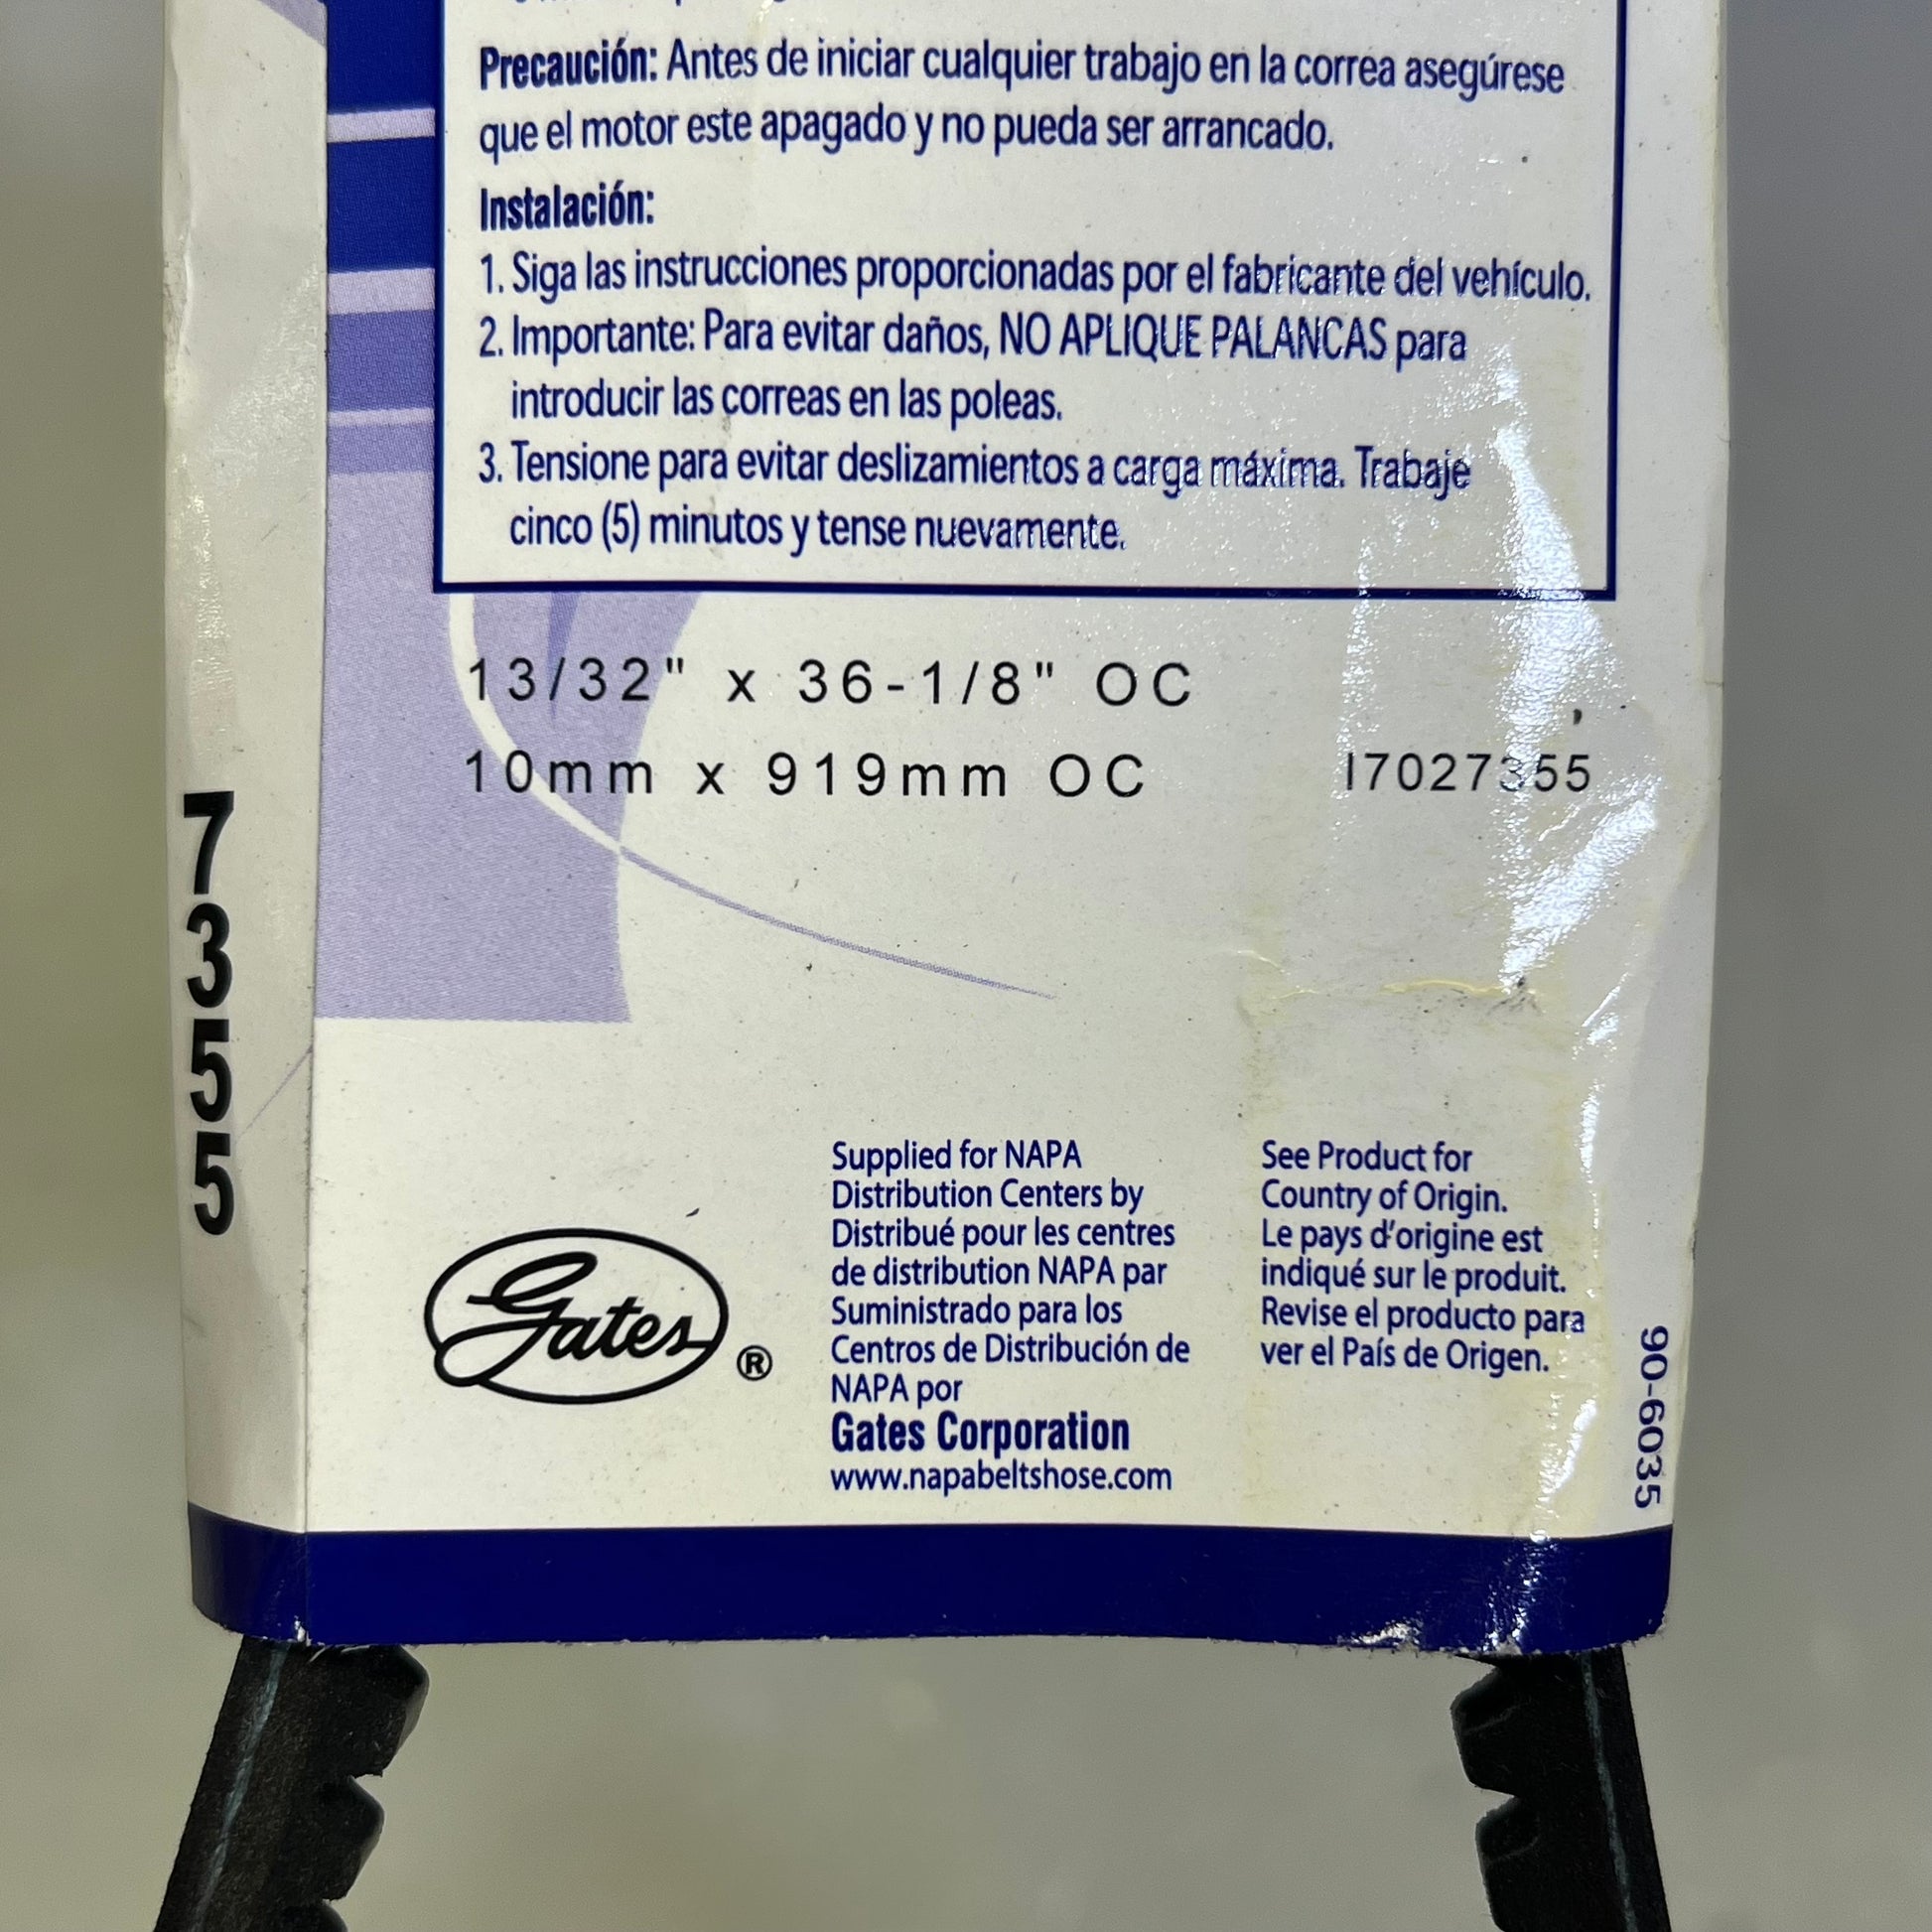 Precaución: Antes de iniciar cualquier trabajo en la correa asegúrese
que el motor este apagado y no pueda ser arrancado.
Instalación:
1. Siga las instrucciones proporcionadas por el fabricante del vehículo.
2. Importante: Para evitar daños, NO APLIQUE PALANCAS para
introducir las correas en las poleas.
3. Tensione para evitar deslizamientos a carga máxima. Trabaje
cinco (5) minutos y tense nuevamente.
13/32" x 36-1/8" OC
10mm x 919mm OC
I7027355
7355
Gates®
Supplied for NAPA
Distribution Centers by
Distribué pour les centres
de distribution NAPA par
Suministrado para los
Centros de Distribución de
NAPA por
Gates Corporation
www.napabeltshose.com
See Product for
Country of Origin.
Le pays d'origine est
indiqué sur le produit.
Revise el producto para
ver el País de Origen.
90-6035